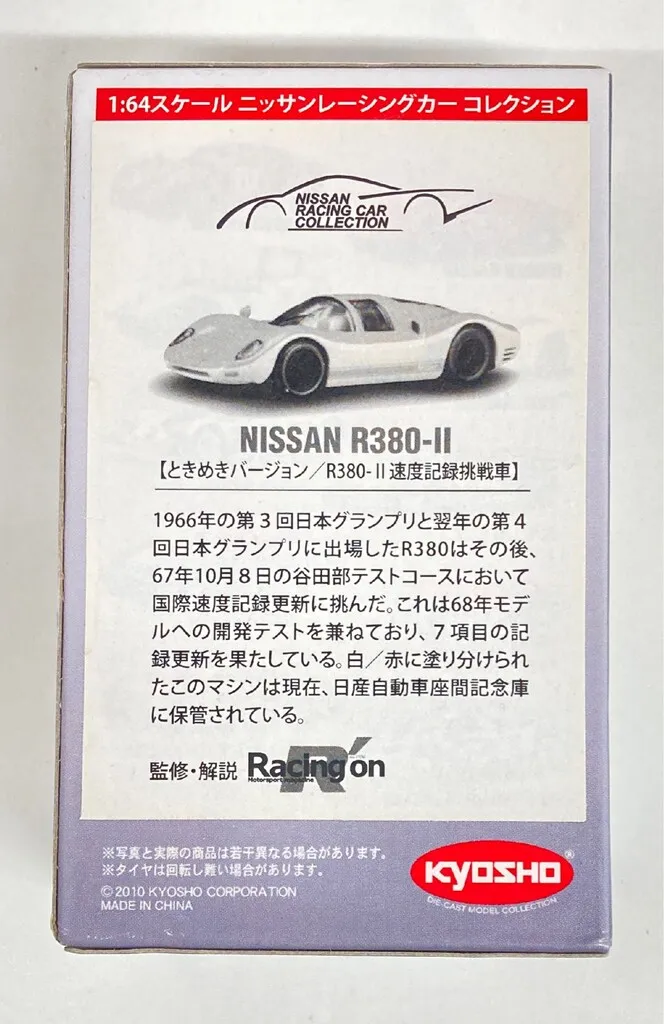 1:64スケール ニッサンレーシングカー コレクション
NISSAN
RACING CAR
COLLECTION
NISSAN R380-II
【ときめきバージョン／R380-Ⅱ速度記録挑戦車】
1966年の第３回日本グランプリと翌年の第４
回日本グランプリに出場したR380はその後、
67年10月８日の谷田部テストコースにおいて
国際速度記録更新に挑んだ。これは68年モデ
ルへの開発テストを兼ねており、７項目の記
録更新を果たしている。白／赤に塗り分けられ
たこのマシンは現在、日産自動車座間記念庫
に保管されている。
監修・解説 Racing on
Motorsport magazine
※写真と実際の商品は若干異なる場合があります。
※タイヤは回転し難い場合があります。
© 2010 KYOSHO CORPORATION
MADE IN CHINA
KYOSHO®
DIE CAST MODEL COLLECTION